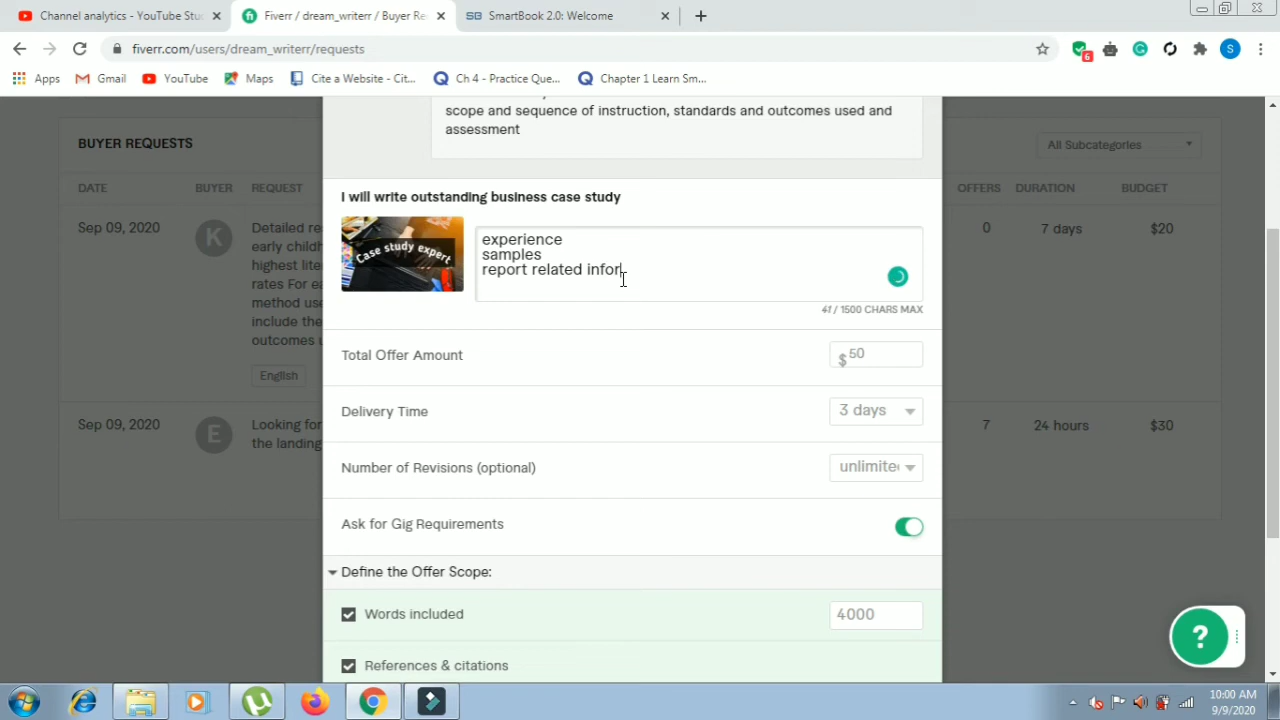 Channel analytics - YouTube Stu
Fiverr / dream_writerr / Buyer Re
SB SmartBook 2.0: Welcome
fiverr.com/users/dream_writerr/requests
6
S
Apps
Gmail
YouTube
Maps
Cite a Website - Cit...
Ch 4 - Practice Que...
Chapter 1 Learn Sm...
scope and sequence of instruction, standards and outcomes used and
assessment
BUYER REQUESTS
All Subcategories
DATE BUYER REQUEST OFFERS DURATION BUDGET
Sep 09, 2020 K Detailed re 0 7 days $20
early childh
highest liter
rates For ea
method use
include the
outcomes u
English
Sep 09, 2020 E Looking for 7 24 hours $30
the landing
I will write outstanding business case study
Case study expert
experience
samples
report related infor
41 / 1500 CHARS MAX
Total Offer Amount $ 50
Delivery Time 3 days
Number of Revisions (optional) unlimite
Ask for Gig Requirements
Define the Offer Scope:
Words included 4000
References & citations
?
10:00 AM
9/9/2020